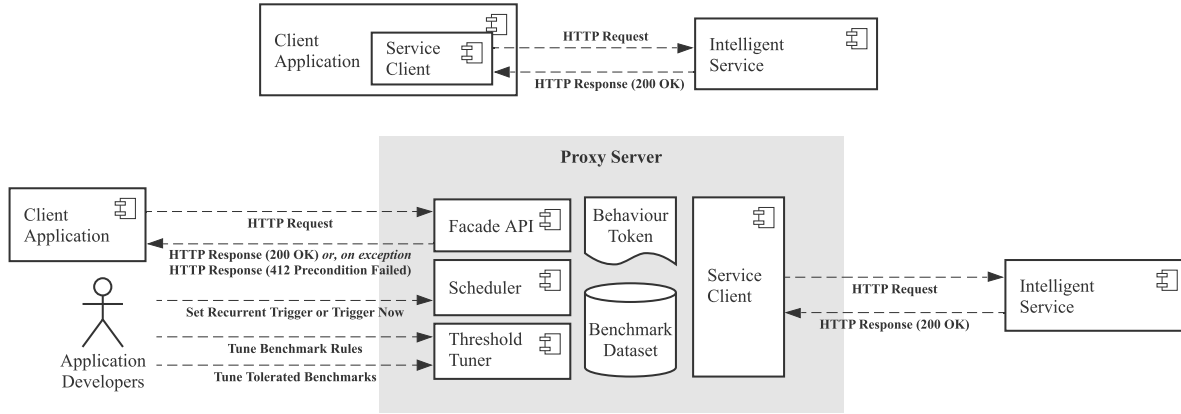 Client
Application
Service
Client
HTTP Request
HTTP Response (200 OK)
Intelligent
Service
Proxy Server
Client
Application
HTTP Request
HTTP Response (200 OK) or, on exception
HTTP Response (412 Precondition Failed)
Facade API
Behaviour
Token
Scheduler
Set Recurrent Trigger or Trigger Now
Application
Developers
Tune Benchmark Rules
Tune Tolerated Benchmarks
Threshold
Tuner
Benchmark
Dataset
Service
Client
HTTP Request
HTTP Response (200 OK)
Intelligent
Service